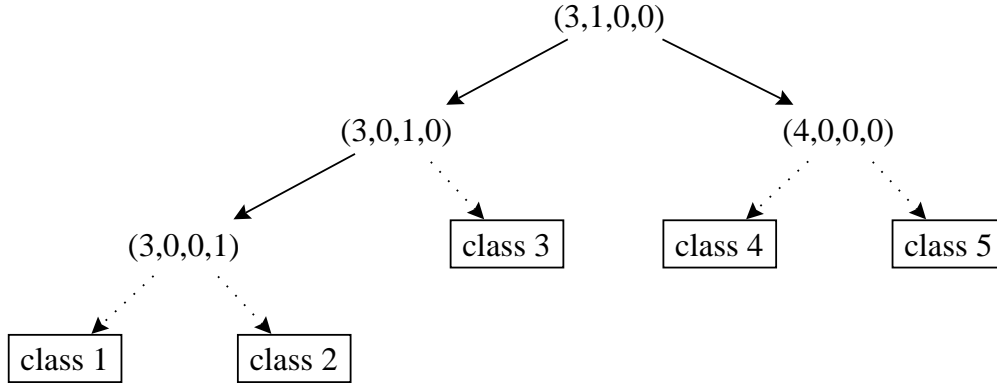 (3,1,0,0)
(3,0,1,0)
(4,0,0,0)
(3,0,0,1)
class 3
class 4
class 5
class 1
class 2